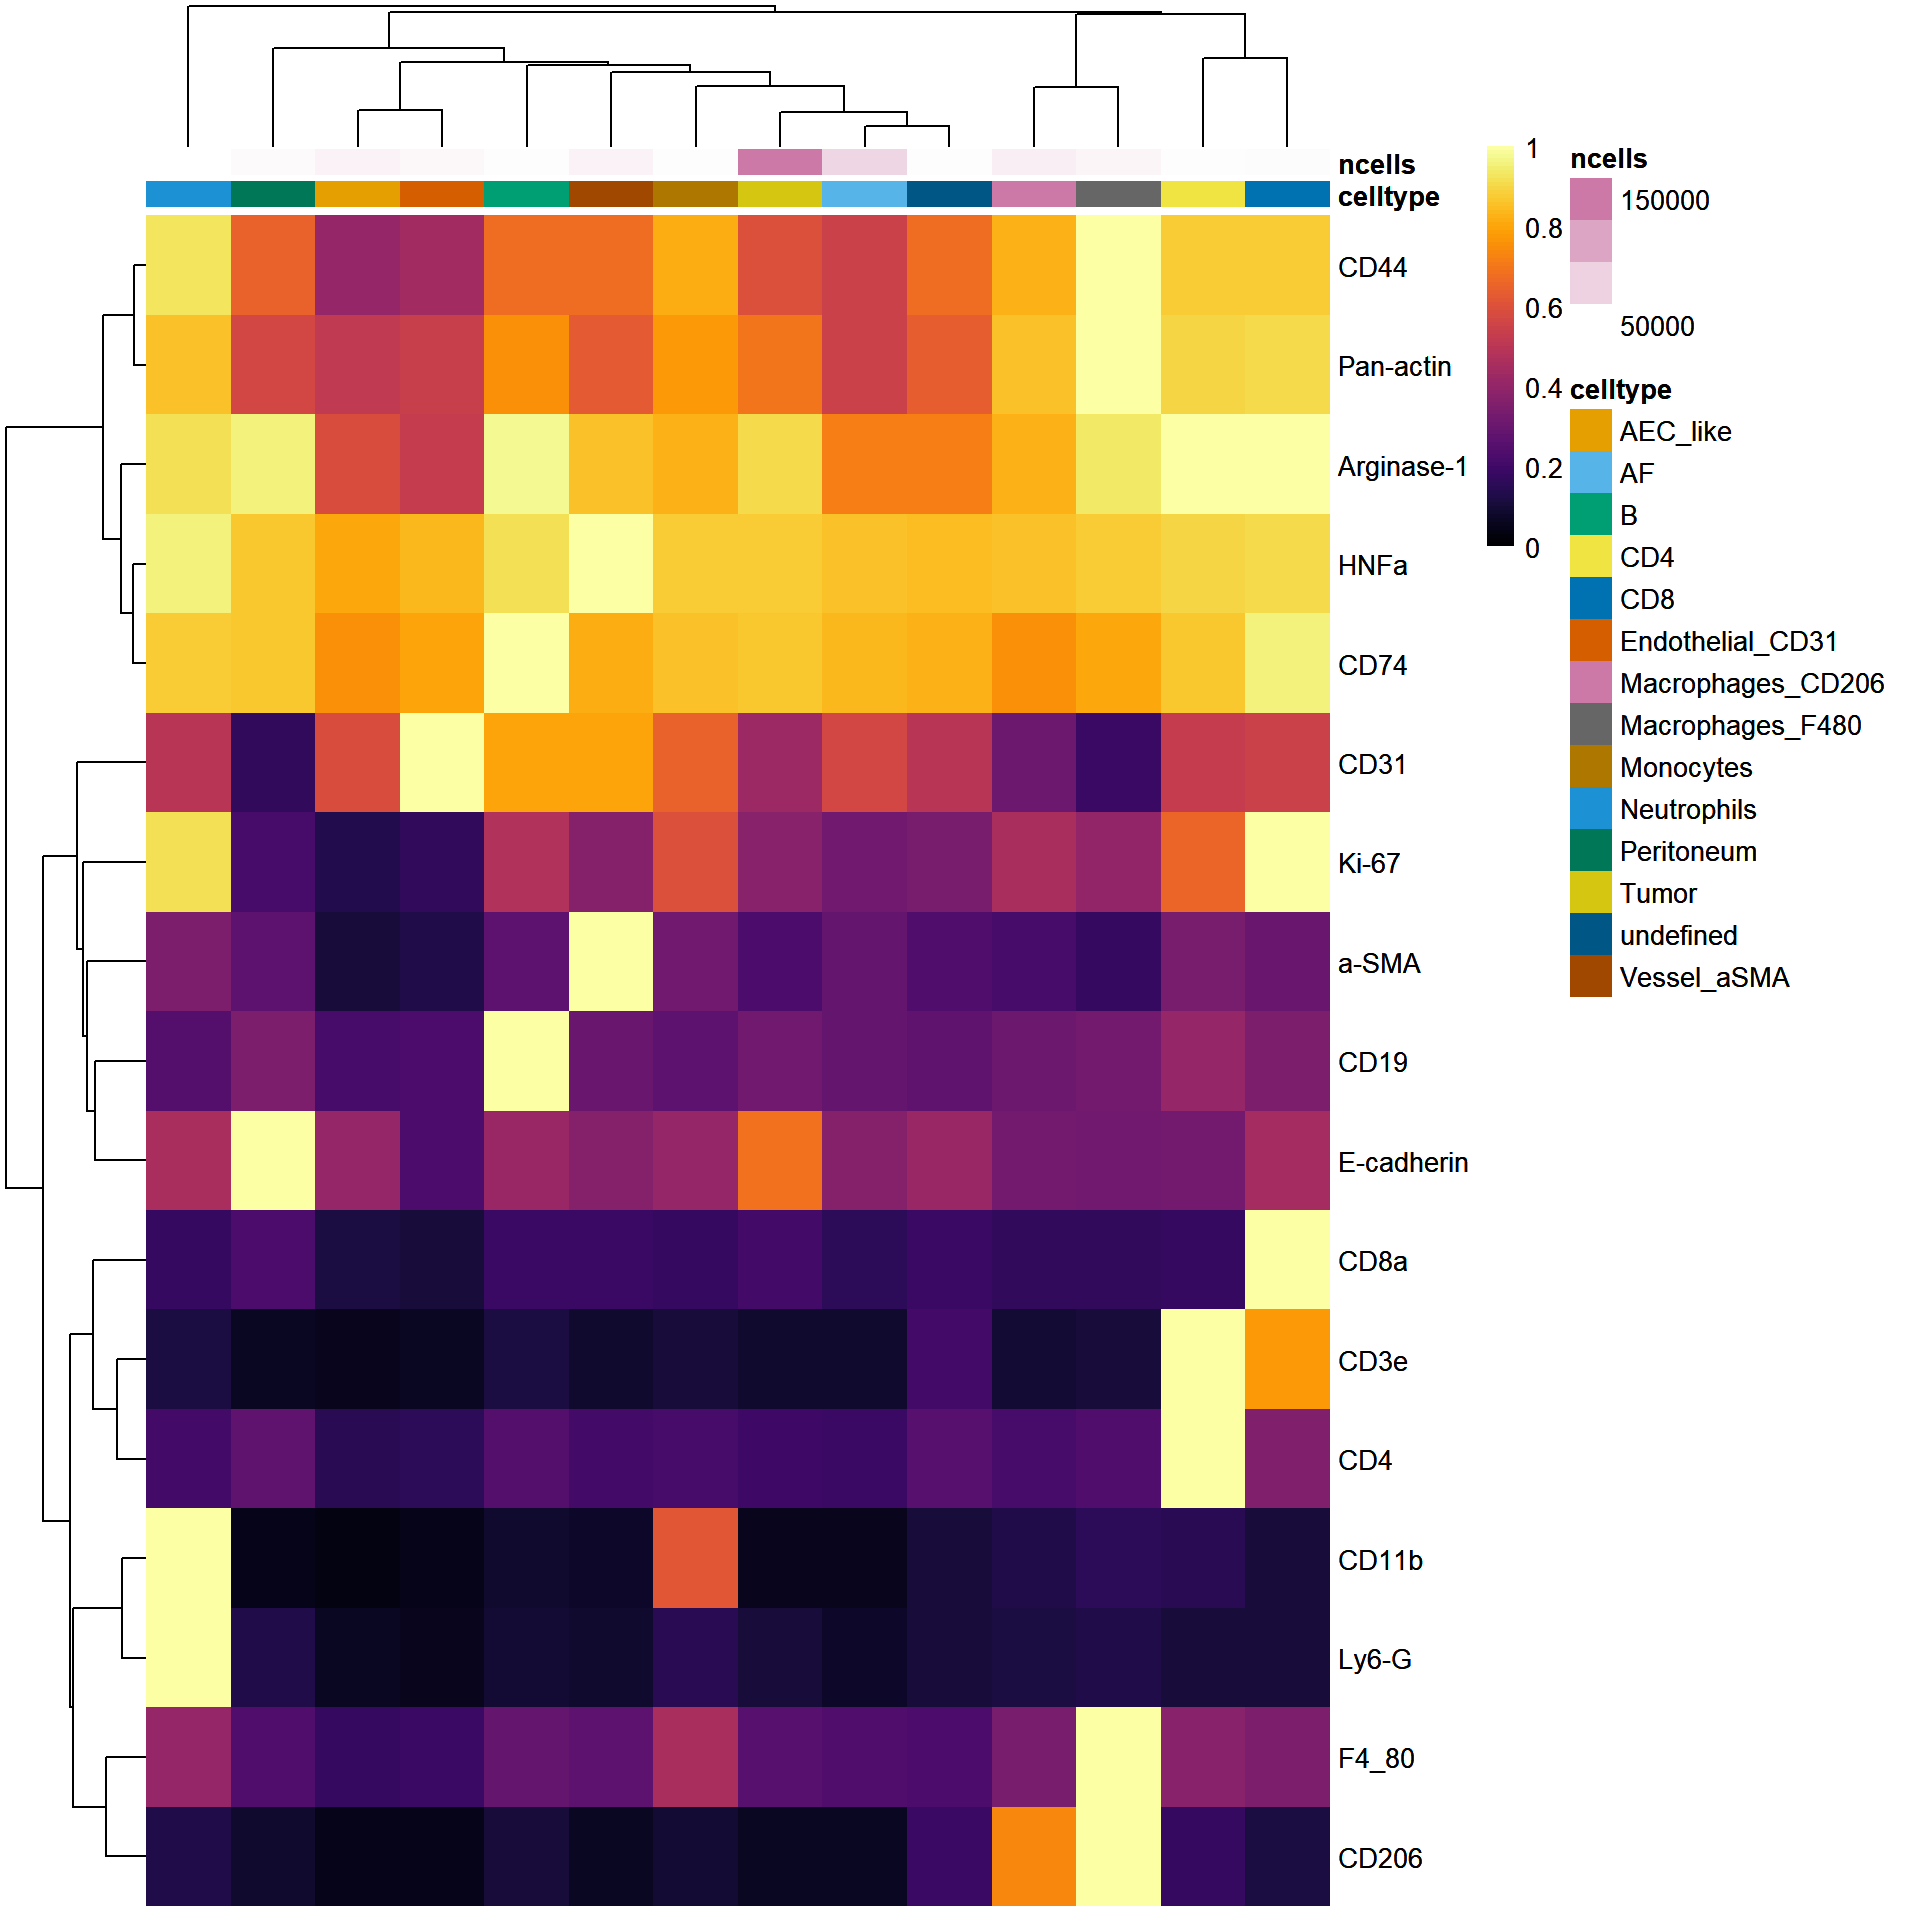 ncells
celltype
CD44
Pan-actin
Arginase-1
HNFa
CD74
CD31
Ki-67
a-SMA
CD19
E-cadherin
CD8a
CD3e
CD4
CD11b
Ly6-G
F4_80
CD206
1
0.8
0.6
0.4
0.2
0
ncells
150000
50000
celltype
AEC_like
AF
B
CD4
CD8
Endothelial_CD31
Macrophages_CD206
Macrophages_F480
Monocytes
Neutrophils
Peritoneum
Tumor
undefined
Vessel_aSMA